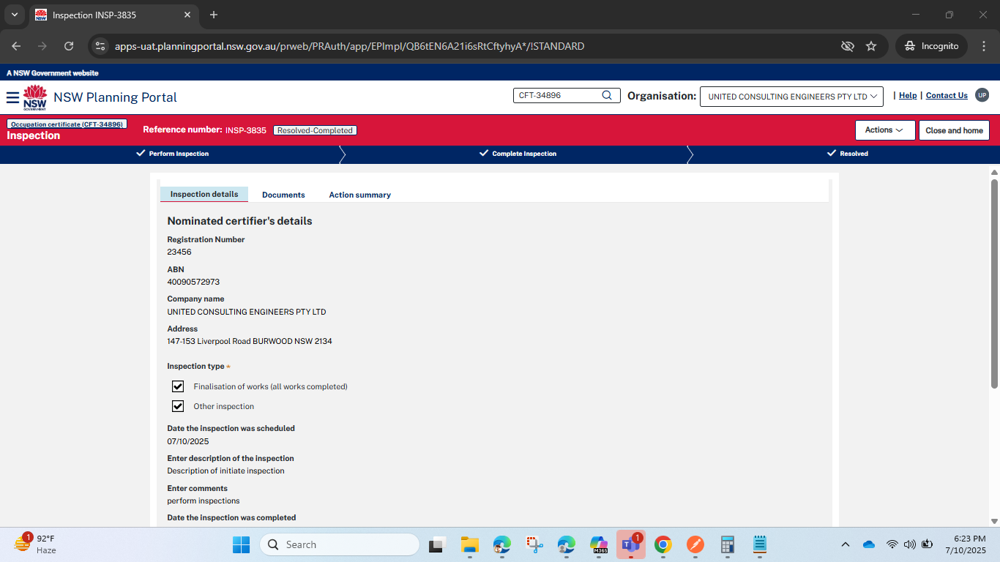 Inspection INSP-3835
apps-uat.planningportal.nsw.gov.au/prweb/PRAuth/app/EPImpl/QB6tEN6A21i6sRtCftyhyA*/!STANDARD
Incognito
A NSW Government website
NSW
GOVERNMENT
NSW Planning Portal
CFT-34896
Organisation:
UNITED CONSULTING ENGINEERS PTY LTD
| Help | Contact Us
UP
Occupation certificate (CFT-34896)
Inspection
Reference number: INSP-3835
Resolved-Completed
Actions
Close and home
Perform Inspection
Complete Inspection
Resolved
Inspection details
Documents
Action summary
Nominated certifier's details
Registration Number
23456
ABN
40090572973
Company name
UNITED CONSULTING ENGINEERS PTY LTD
Address
147-153 Liverpool Road BURWOOD NSW 2134
Inspection type *
Finalisation of works (all works completed)
Other inspection
Date the inspection was scheduled
07/10/2025
Enter description of the inspection
Description of initiate inspection
Enter comments
perform inspections
Date the inspection was completed
1
92°F
Haze
Search
M365
1
6:23 PM
7/10/2025